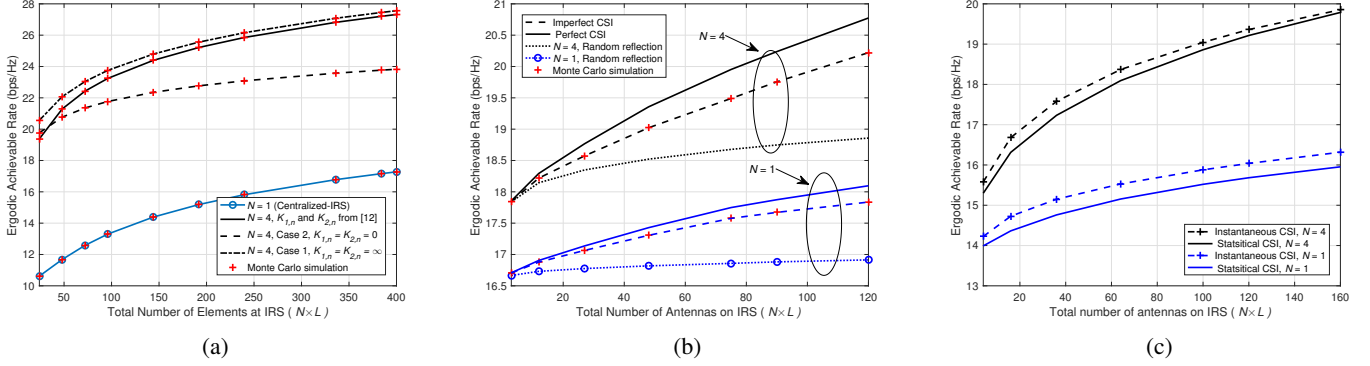 28
26
24
22
20
18
16
14
12
10
Ergodic Achievable Rate (bps/Hz)
N = 1 (Centralized-IRS)
N = 4, K1,n and K2,n from [12]
N = 4, Case 2, K1,n = K2,n = 0
N = 4, Case 1, K1,n = K2,n = ∞
Monte Carlo simulation
50 100 150 200 250 300 350 400
Total Number of Elements at IRS ( N×L )
(a)
21
20.5
20
19.5
19
18.5
18
17.5
17
16.5
16
Ergodic Achievable Rate (bps/Hz)
Imperfect CSI
Perfect CSI
N = 4, Random reflection
N = 1, Random reflection
Monte Carlo simulation
N = 4
N = 1
20 40 60 80 100 120
Total Number of Antennas on IRS ( N×L )
(b)
20
19
18
17
16
15
14
13
Ergodic Achievable Rate (bps/Hz)
Instantaneous CSI, N = 4
Statsitical CSI, N = 4
Instantaneous CSI, N = 1
Statsitical CSI, N = 1
20 40 60 80 100 120 140 160
Total number of antennas on IRS ( N×L )
(c)